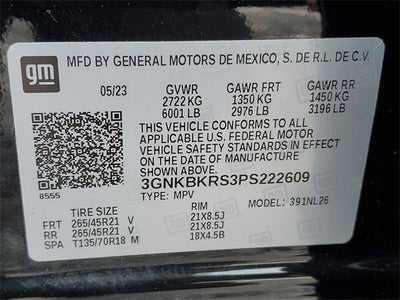 gm
MFD BY GENERAL MOTORS DE MEXICO, S. DE R.L. DE C.V.
05/23 GVWR GAWR FRT GAWR RR
2722 KG 1350 KG 1450 KG
6001 LB 2976 LB 3196 LB
THIS VEHICLE CONFORMS TO ALL
APPLICABLE U.S. FEDERAL MOTOR
VEHICLE SAFETY STANDARDS IN EFFECT
ON THE DATE OF MANUFACTURE SHOWN ABOVE.
3GNKBKRS3PS222609
8555 TYPE: MPV MODEL: 391NL26
TIRE SIZE RIM
FRT 265/45R21 V 21X8.5J
RR 265/45R21 V 21X8.5J
SPA T135/70R18 M 18X4.5B